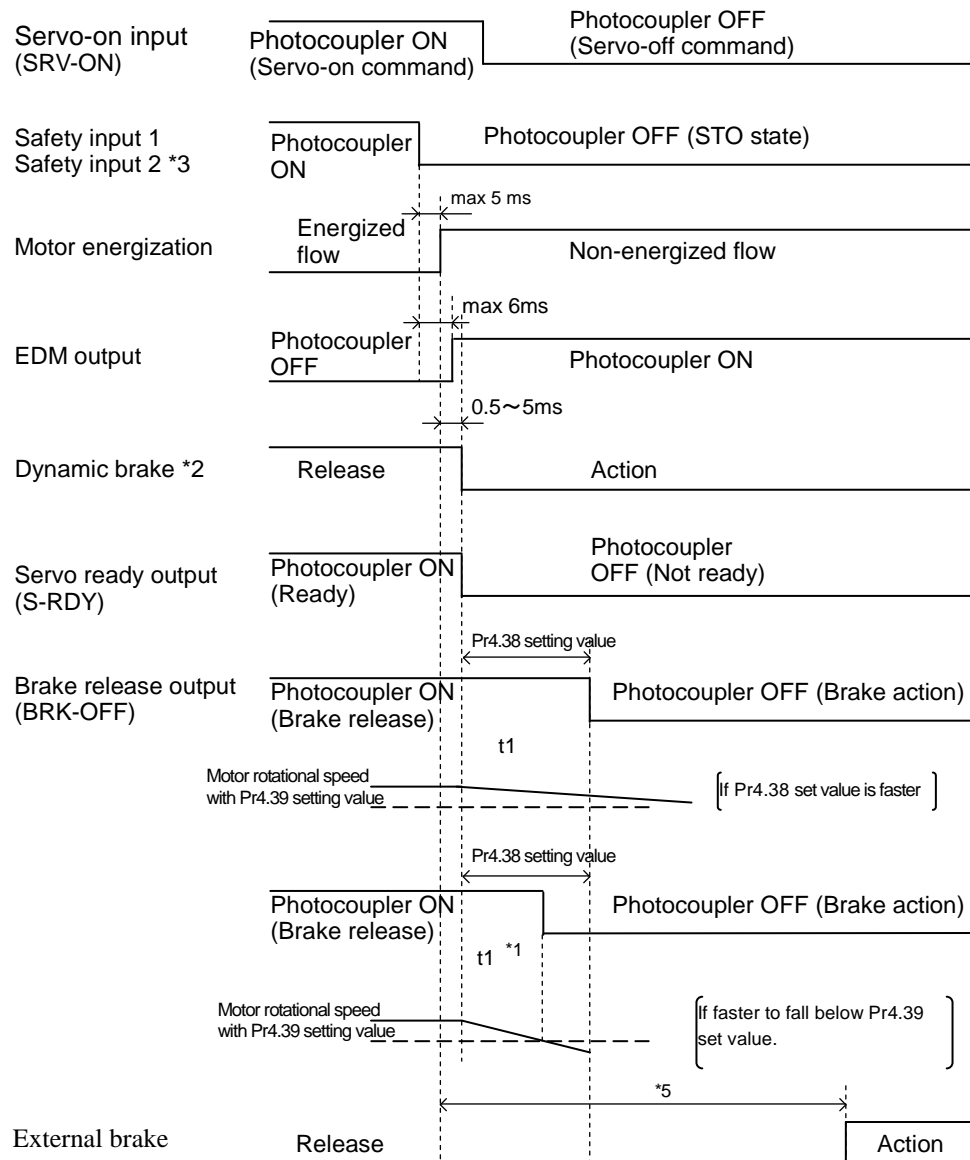 Servo-on input
(SRV-ON)
Photocoupler ON
(Servo-on command)
Photocoupler OFF
(Servo-off command)
Safety input 1
Safety input 2 *3
Photocoupler
ON
Photocoupler OFF (STO state)
max 5 ms
Motor energization
Energized
flow
Non-energized flow
max 6ms
EDM output
Photocoupler
OFF
Photocoupler ON
0.5～5ms
Dynamic brake *2
Release
Action
Servo ready output
(S-RDY)
Photocoupler ON
(Ready)
Photocoupler
OFF (Not ready)
Pr4.38 setting value
Brake release output
(BRK-OFF)
Photocoupler ON
(Brake release)
Photocoupler OFF (Brake action)
t1
Motor rotational speed
with Pr4.39 setting value
If Pr4.38 set value is faster
Pr4.38 setting value
Photocoupler ON
(Brake release)
Photocoupler OFF (Brake action)
t1 *1
Motor rotational speed
with Pr4.39 setting value
If faster to fall below Pr4.39
set value.
*5
External brake
Release
Action